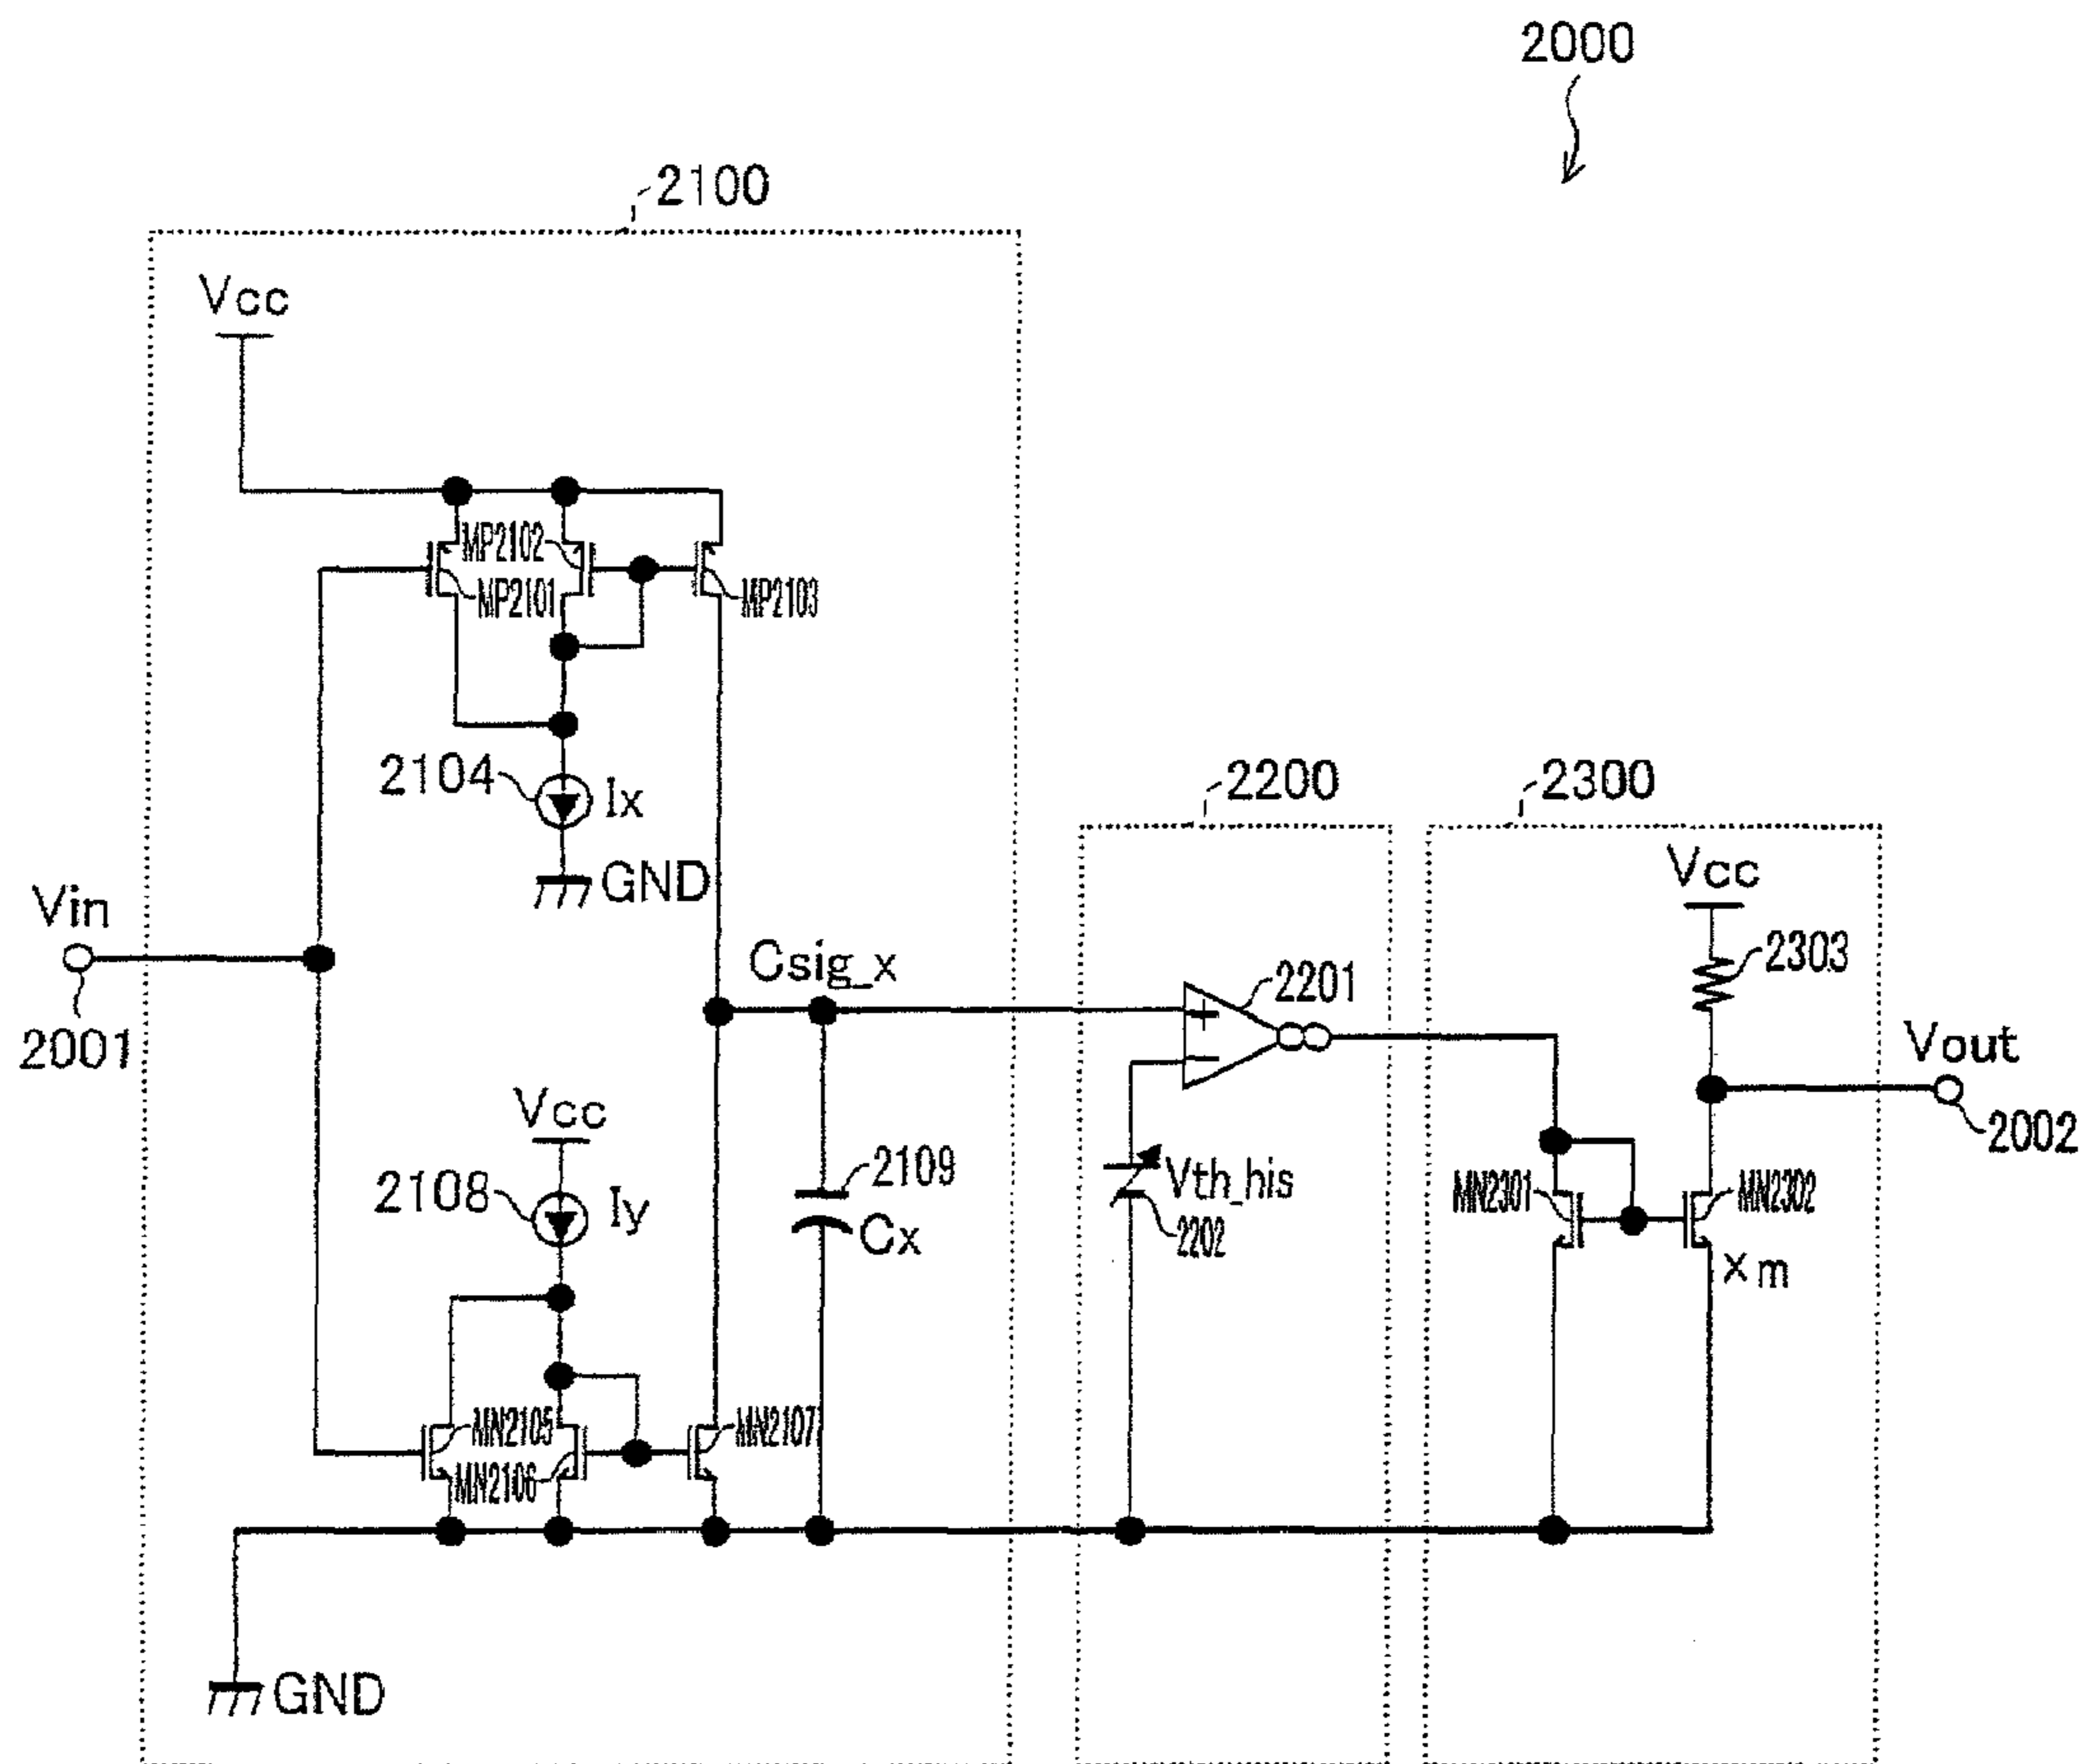 2000
2100
Vcc
MP2102
MP2101
MP2103
2104
Ix
GND
2200
2300
Vcc
Vin
2303
Csig_x
2201
2001
Vout
Vcc
2002
2109
Vth_his
MN2301
MN2302
2108
Iy
Cx
2202
xm
MN2105
MN2107
MN2106
GND
+
−